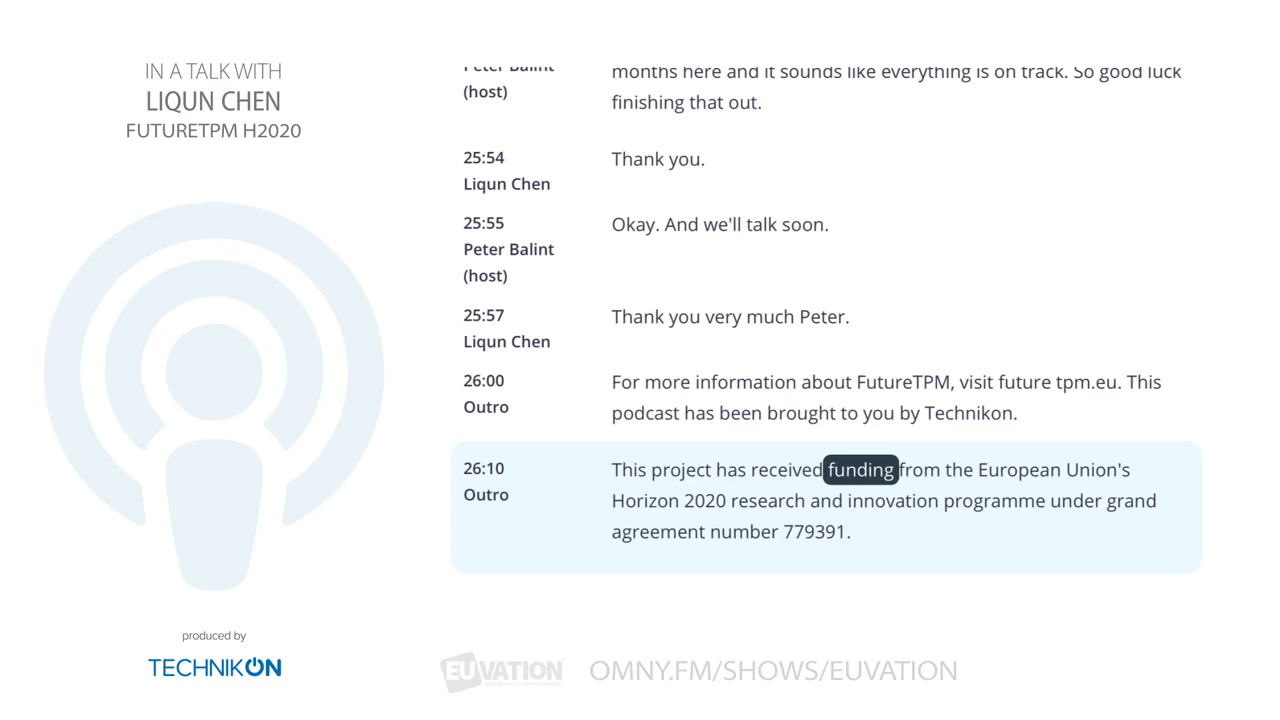 IN A TALK WITH
LIQUN CHEN
FUTURETPM H2020
Peter Balint
(host)
months here and it sounds like everything is on track. So good luck
finishing that out.
25:54
Liqun Chen
Thank you.
25:55
Peter Balint
(host)
Okay. And we'll talk soon.
25:57
Liqun Chen
Thank you very much Peter.
26:00
Outro
For more information about FutureTPM, visit future tpm.eu. This
podcast has been brought to you by Technikon.
26:10
Outro
This project has received funding from the European Union's
Horizon 2020 research and innovation programme under grand
agreement number 779391.
produced by
TECHNIKON
EUVATION
OMNY.FM/SHOWS/EUVATION